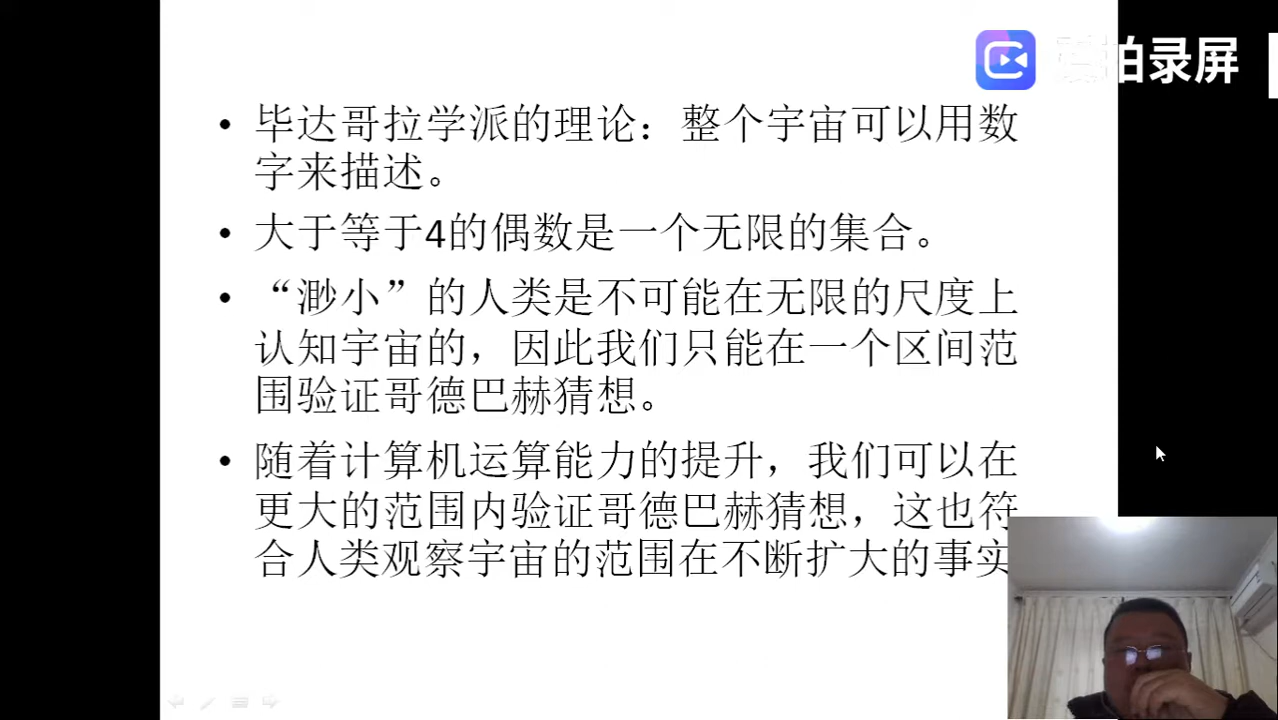 拍录屏
• 毕达哥拉学派的理论：整个宇宙可以用数
字来描述。
• 大于等于4的偶数是一个无限的集合。
• “渺小”的人类是不可能在无限的尺度上
认知宇宙的，因此我们只能在一个区间范
围验证哥德巴赫猜想。
• 随着计算机运算能力的提升，我们可以在
更大的范围内验证哥德巴赫猜想，这也符
合人类观察宇宙的范围在不断扩大的事实